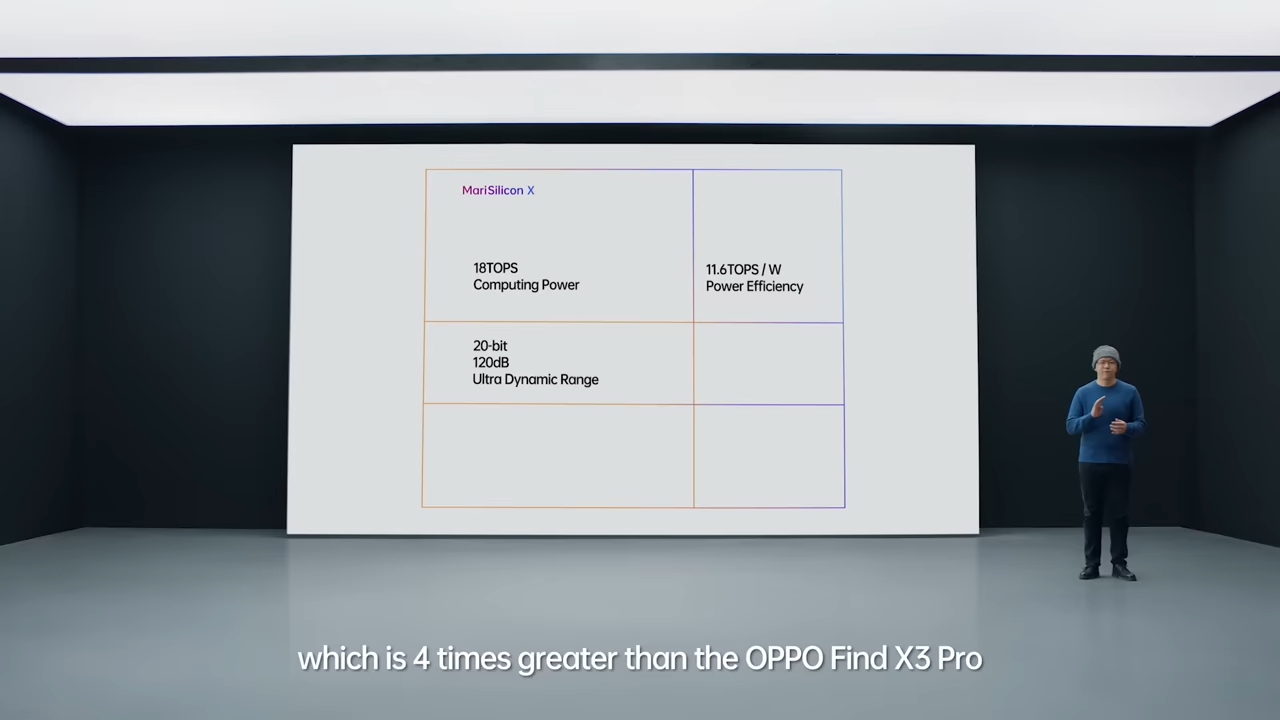 MariSilicon X
18TOPS
Computing Power
11.6TOPS / W
Power Efficiency
20-bit
120dB
Ultra Dynamic Range
which is 4 times greater than the OPPO Find X3 Pro